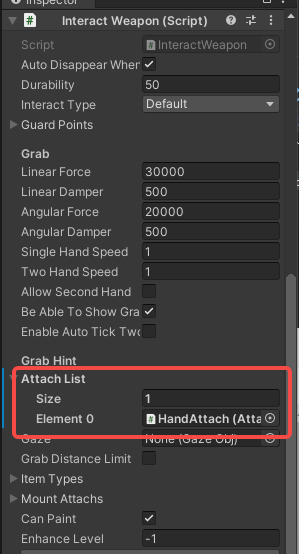 Inspector
Interact Weapon (Script)
Script InteractWeapon
Auto Disappear When
Durability 50
Interact Type Default
Guard Points
Grab
Linear Force 30000
Linear Damper 500
Angular Force 20000
Angular Damper 500
Single Hand Speed 1
Two Hand Speed 1
Allow Second Hand
Be Able To Show Gra
Enable Auto Tick Two
Grab Hint
Attach List
Size 1
Element 0 HandAttach (Atta
Gaze None (Gaze Obj)
Grab Distance Limit
Item Types
Mount Attachs
Can Paint
Enhance Level -1